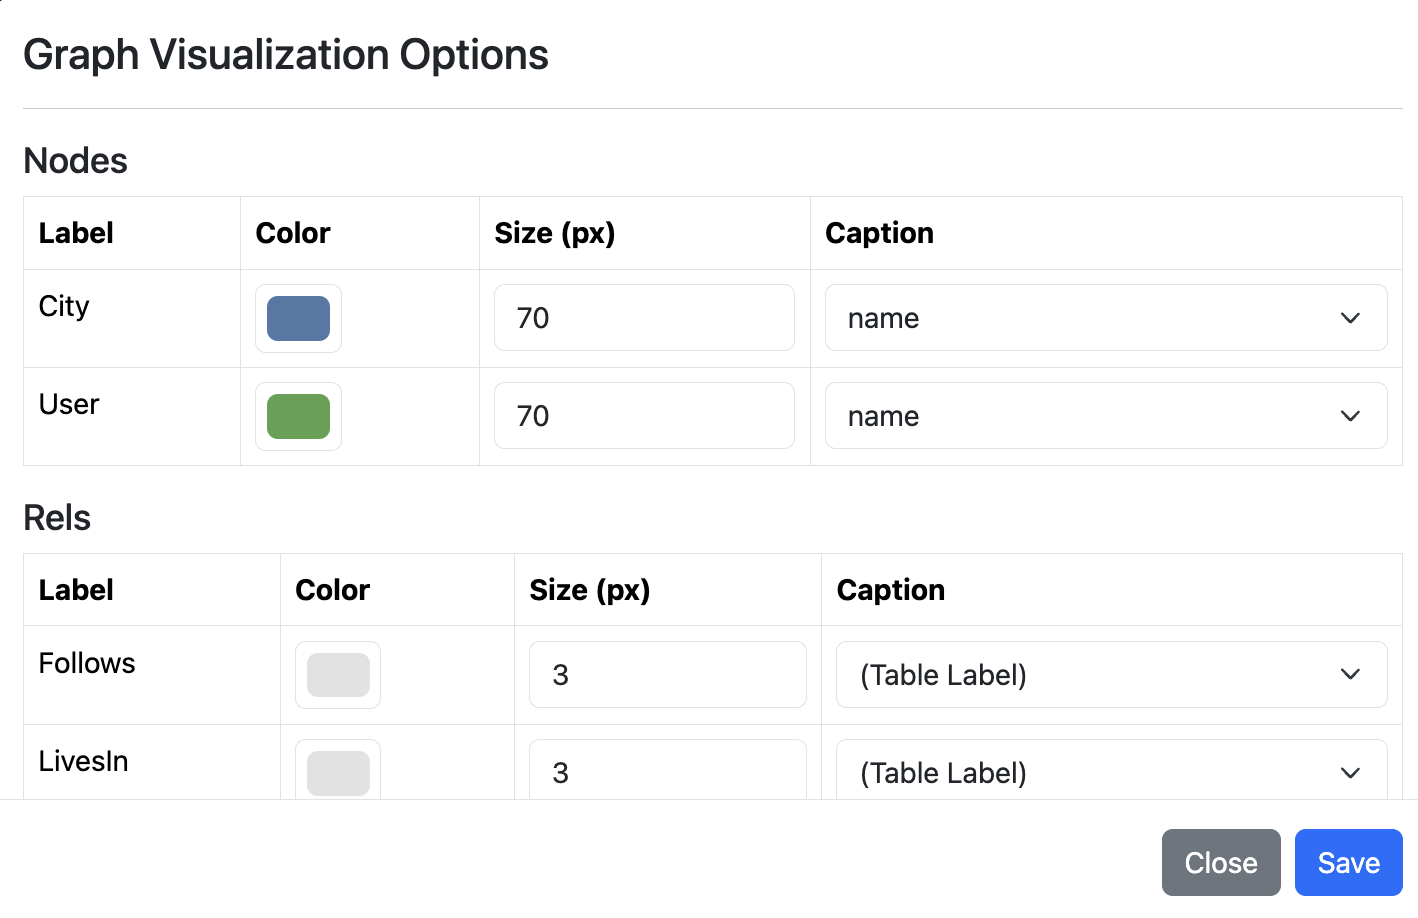 Graph Visualization Options
Nodes
Label Color Size (px) Caption
City 70 name
User 70 name
Rels
Label Color Size (px) Caption
Follows 3 (Table Label)
LivesIn 3 (Table Label)
Close Save